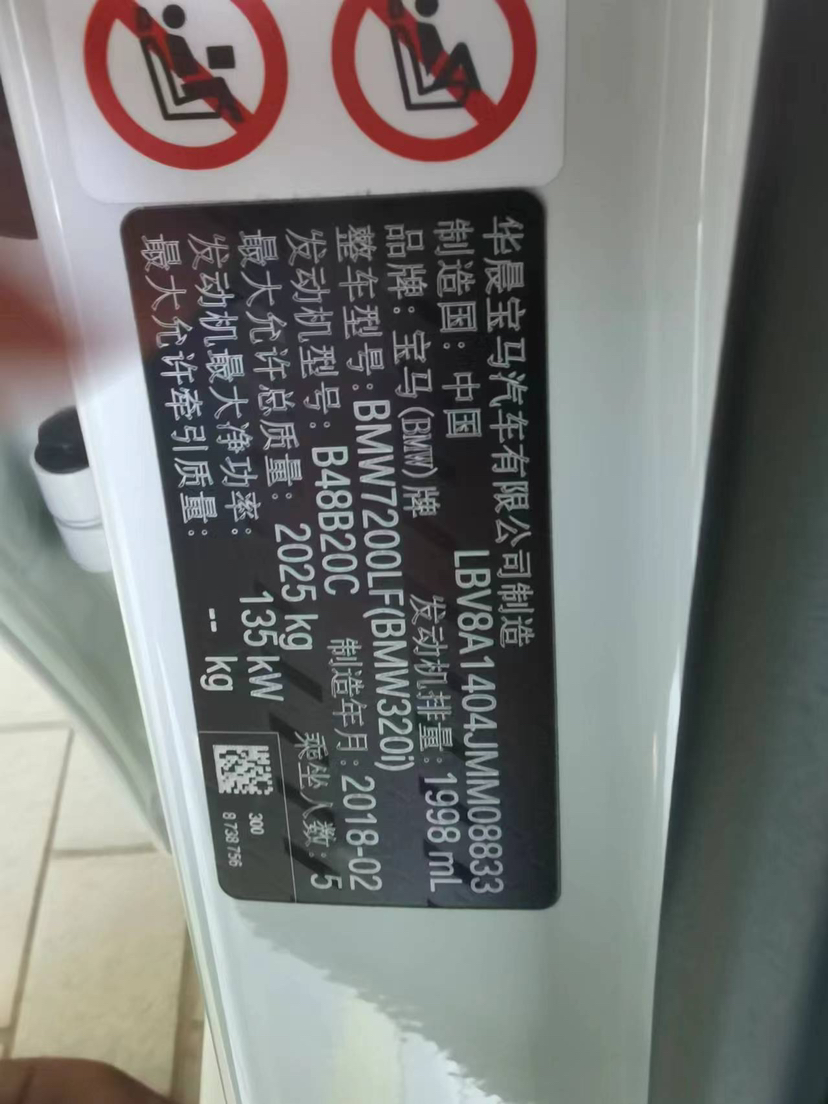 华晨宝马汽车有限公司制造
制造国：中国 LBV8A1404JMM08833
品牌：宝马(BMW)牌 发动机排量：1998 mL
整车型号：BMW7200LF(BMW320i)
发动机型号：B48B20C 制造年月：2018-02
最大允许总质量：2025 kg 乘坐人数：5
发动机最大净功率：135 kW
最大允许牵引质量：-- kg
300
8 738 756